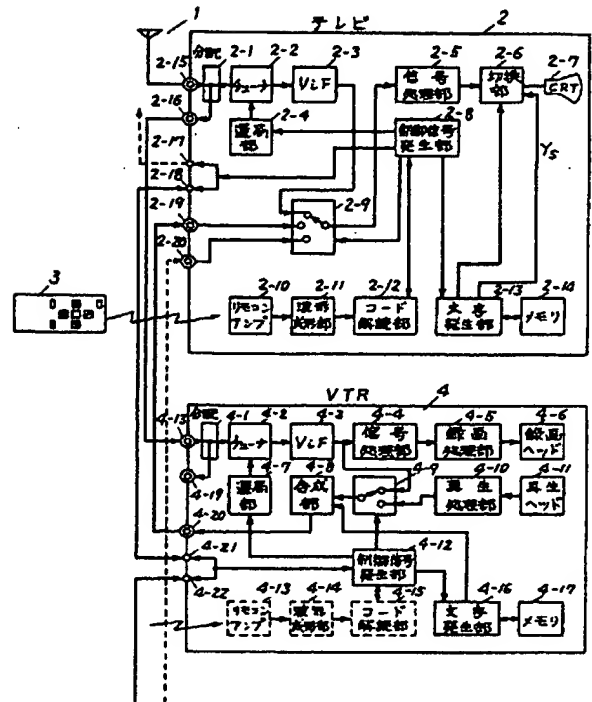 1
テレビ
2
2-15
分配
2-1
2-2
2-3
2-5
2-6
2-7
チューナ
ViF
信号
処理部
切換
部
CRT
2-16
2-4
選局
部
2-8
制御信号
発生部
Ys
2-17
2-18
2-9
2-19
2-20
3
2-10
2-11
2-12
2-13
2-14
リモコン
アンプ
波形
成形部
コード
解読部
文字
発生部
メモリ
VTR
4
4-13
分配
4-1
4-2
4-3
4-4
4-5
4-6
チューナ
ViF
信号
処理部
録画
処理部
録画
ヘッド
4-19
4-7
4-8
4-9
4-10
4-11
選局
部
合成
部
再生
処理部
再生
ヘッド
4-20
4-21
4-12
制御信号
発生部
4-22
4-13
4-14
4-15
4-16
4-17
リモコン
アンプ
波形
成形部
コード
解読部
文字
発生部
メモリ